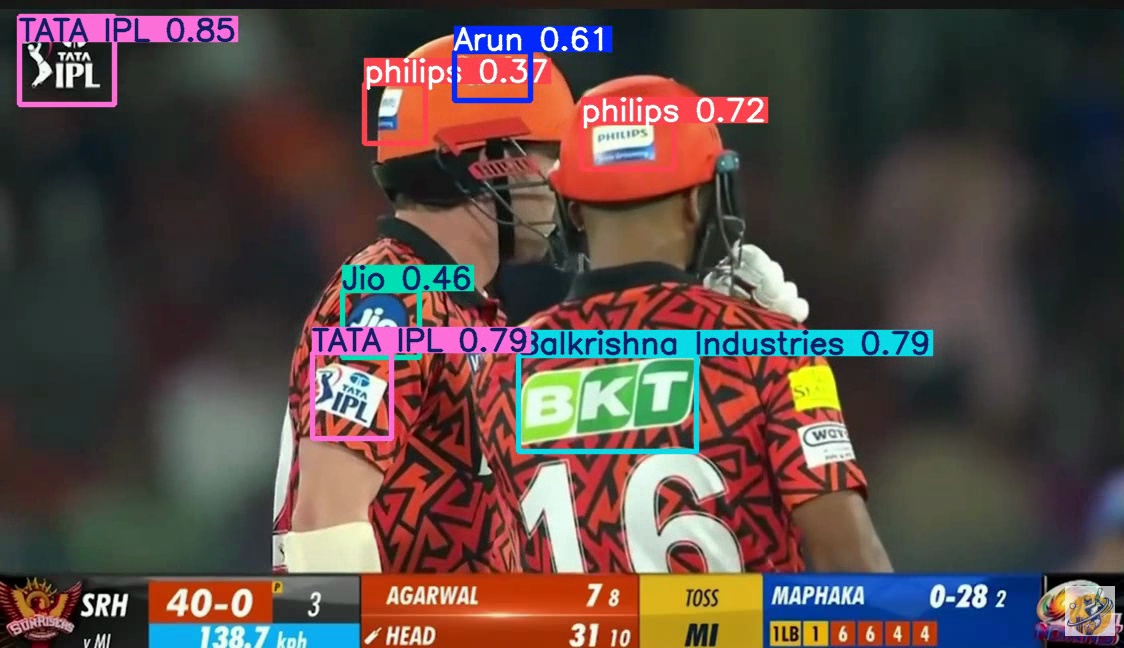 TATA IPL 0.85
TATA
IPL
Arun 0.61
philips 0.37
philips 0.72
PHILIPS
Jio 0.46
Jio
TATA IPL 0.79
Balkrishna Industries 0.79
TATA
IPL
BKT
16
SRH
v MI
40-0
P
3
138.7 kph
AGARWAL 7 8
HEAD 31 10
TOSS
MI
MAPHAKA 0-28 2
1LB 1 6 6 4 4
SUNRISERS